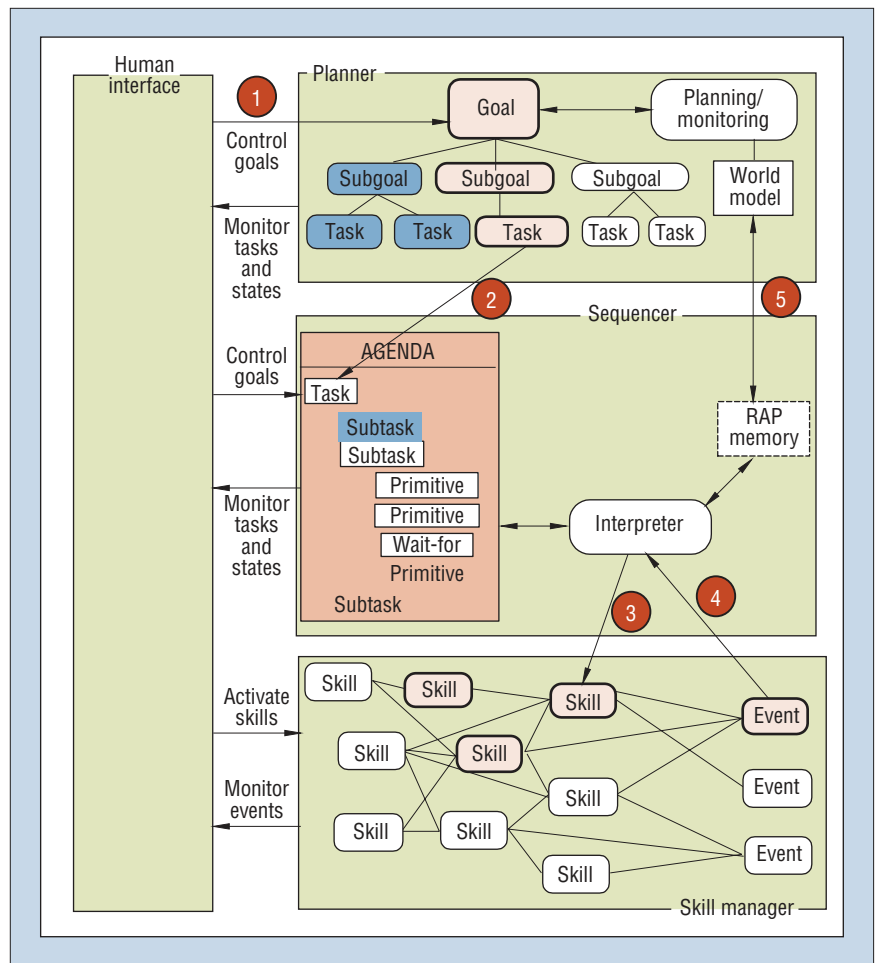 Human
interface
1
Control
goals
Monitor
tasks
and
states
Control
goals
Monitor
tasks
and
states
Activate
skills
Monitor
events
Planner
Goal
Planning/
monitoring
Subgoal
Subgoal
Subgoal
World
model
Task
Task
Task
Task
Task
2
5
Sequencer
AGENDA
Task
Subtask
Subtask
Primitive
Primitive
Wait-for
Primitive
Subtask
RAP
memory
Interpreter
3
4
Skill
Skill
Skill
Event
Skill
Skill
Skill
Event
Skill
Skill
Skill
Event
Skill manager